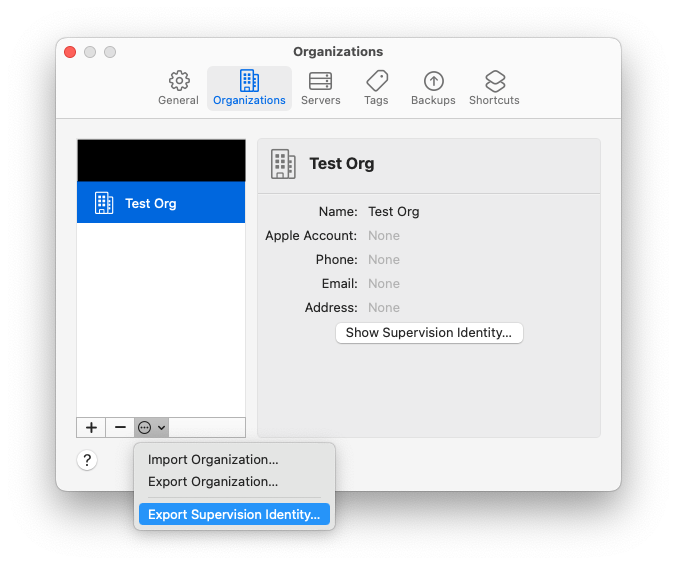 Organizations
General
Organizations
Servers
Tags
Backups
Shortcuts
Test Org
Test Org
Name: Test Org
Apple Account: None
Phone: None
Email: None
Address: None
Show Supervision Identity...
?
Import Organization...
Export Organization...
Export Supervision Identity...